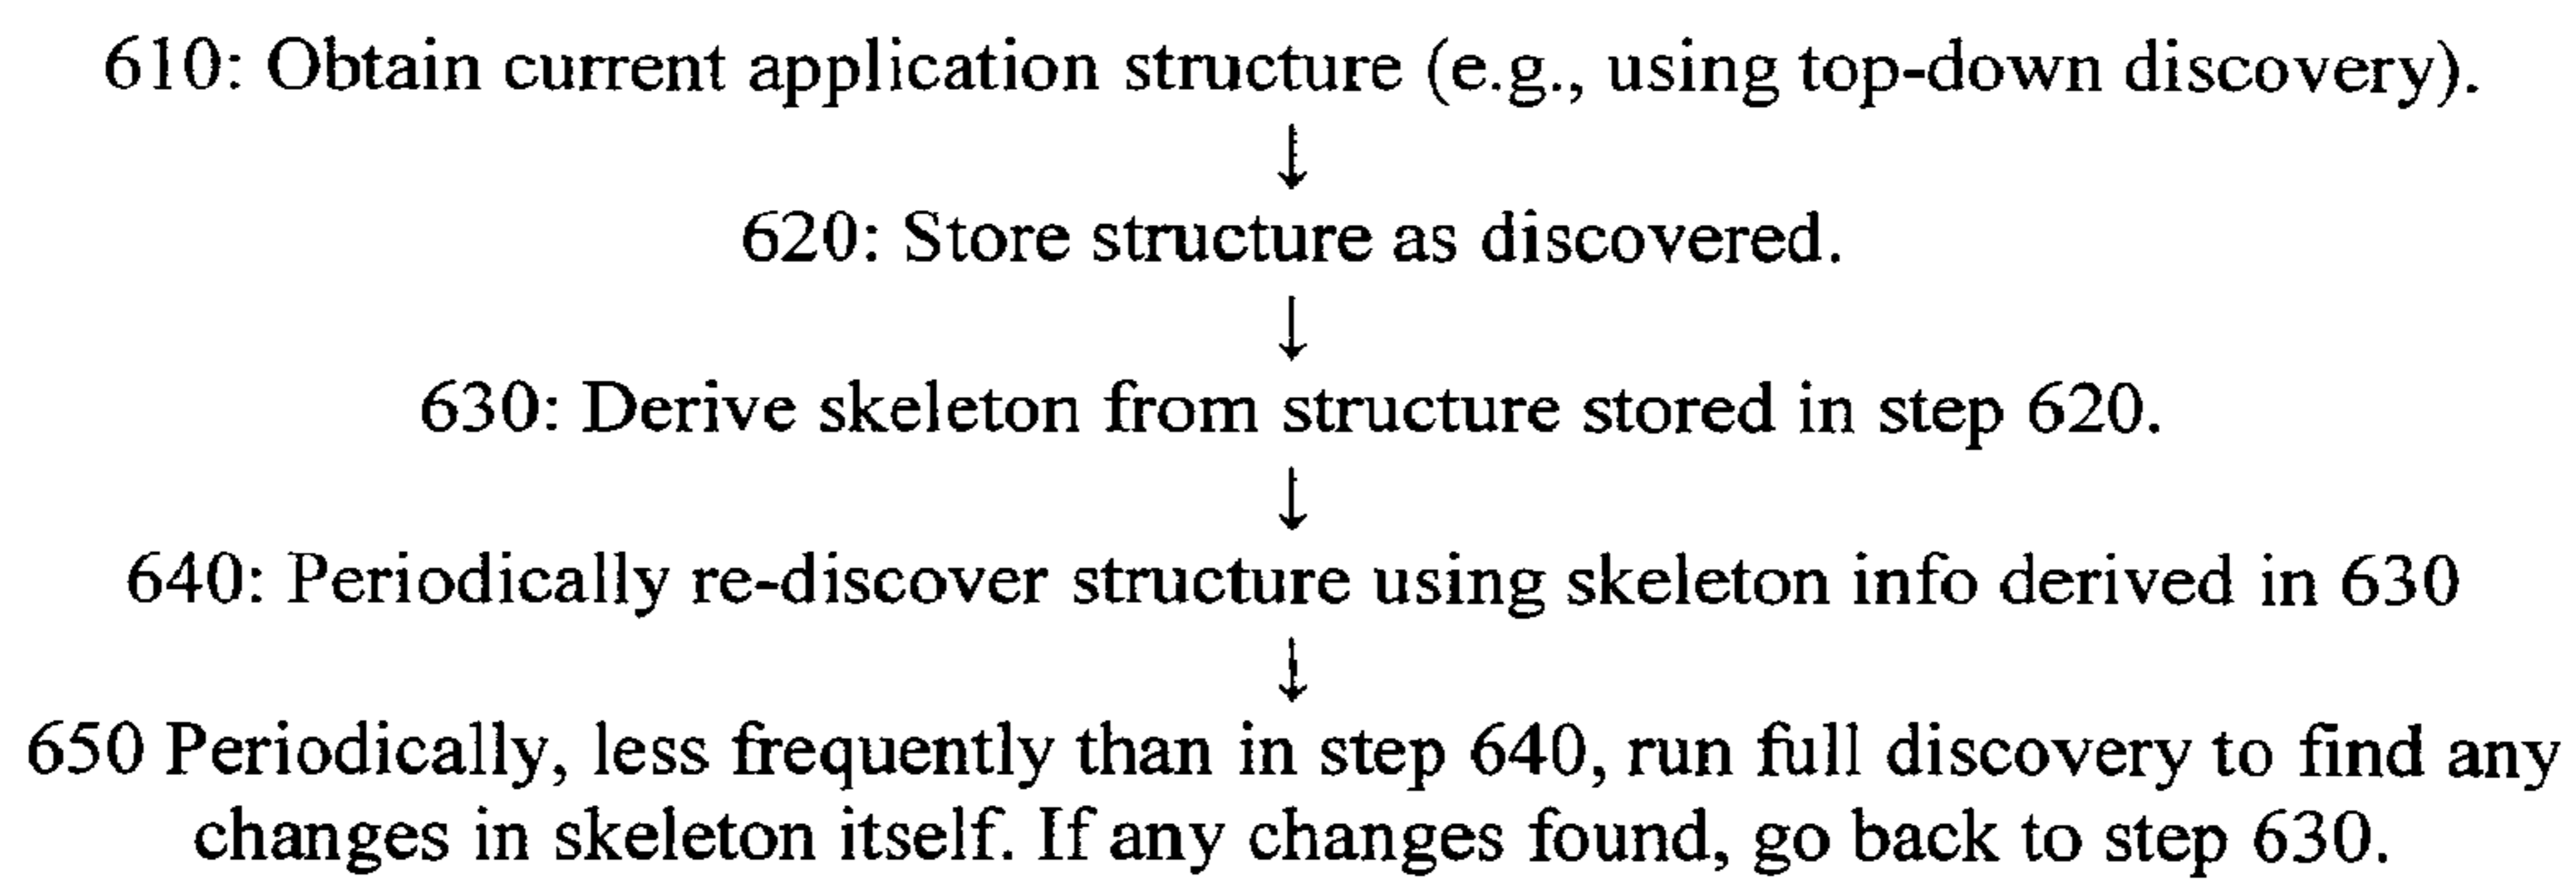 610: Obtain current application structure (e.g., using top-down discovery).
620: Store structure as discovered.
630: Derive skeleton from structure stored in step 620.
640: Periodically re-discover structure using skeleton info derived in 630
650 Periodically, less frequently than in step 640, run full discovery to find any
changes in skeleton itself. If any changes found, go back to step 630.